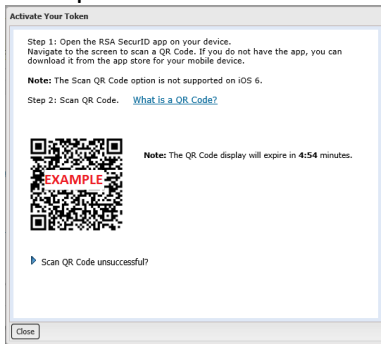 Activate Your Token
Step 1: Open the RSA SecurID app on your device.
Navigate to the screen to scan a QR Code. If you do not have the app, you can
download it from the app store for your mobile device.
Note: The Scan QR Code option is not supported on iOS 6.
Step 2: Scan QR Code. What is a QR Code?
EXAMPLE
Note: The QR Code display will expire in 4:54 minutes.
Scan QR Code unsuccessful?
Close